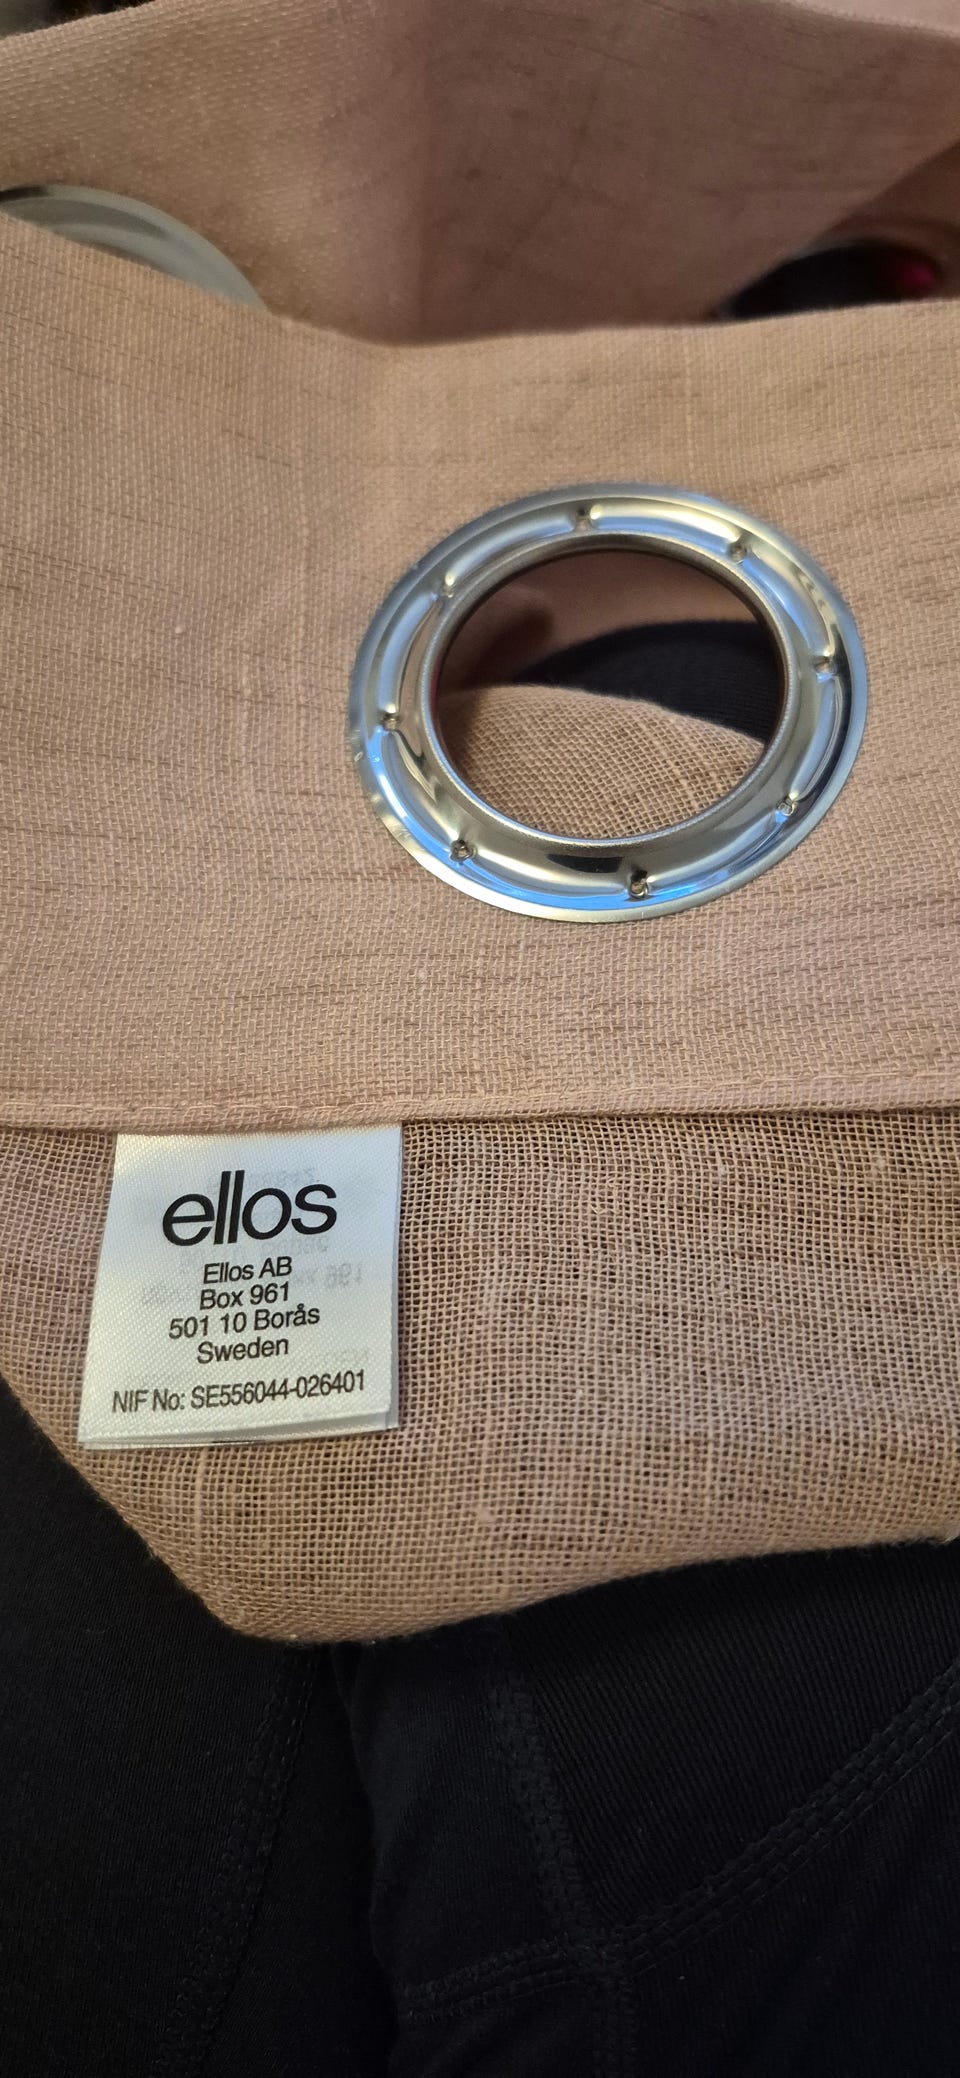 ellos
Ellos AB
Box 961
501 10 Borås
Sweden
NIF No: SE556044-026401